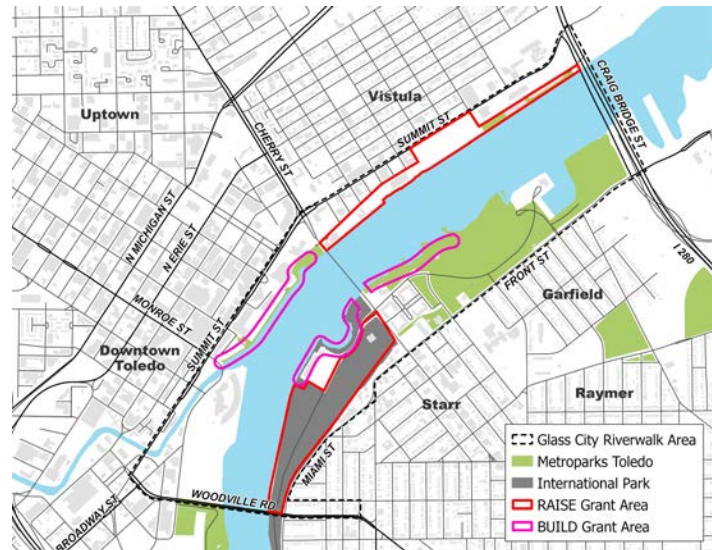 Uptown
Vistula
SUMMIT ST
CRAIG BRIDGE ST
CHERRY ST
N MICHIGAN ST
N ERIE ST
MONROE ST
SUMMIT ST
Downtown
Toledo
FRONT ST
I 280
Garfield
Starr
Raymer
MIAMI ST
WOODVILLE RD
BROADWAY ST
Glass City Riverwalk Area
Metroparks Toledo
International Park
RAISE Grant Area
BUILD Grant Area